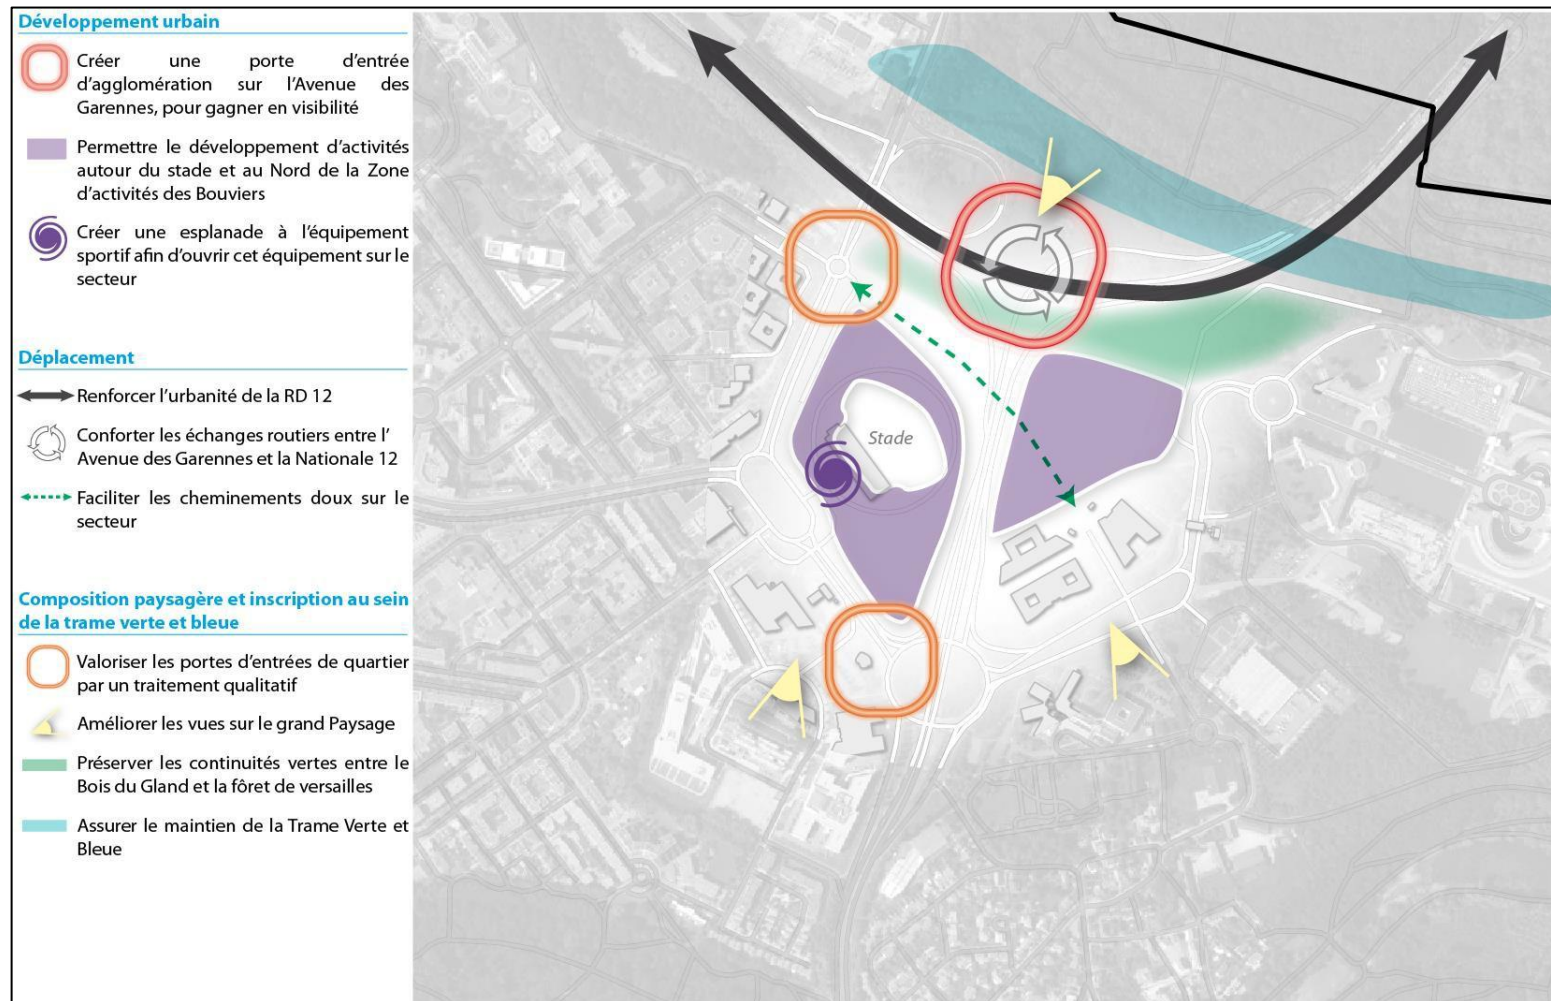 Développement urbain
Créer une porte d'entrée
d'agglomération sur l'Avenue des
Garennes, pour gagner en visibilité
Permettre le développement d'activités
autour du stade et au Nord de la Zone
d'activités des Bouviers
Créer une esplanade à l'équipement
sportif afin d'ouvrir cet équipement sur le
secteur
Déplacement
Renforcer l'urbanité de la RD 12
Conforter les échanges routiers entre l'
Avenue des Garennes et la Nationale 12
Faciliter les cheminements doux sur le
secteur
Composition paysagère et inscription au sein
de la trame verte et bleue
Valoriser les portes d'entrées de quartier
par un traitement qualitatif
Améliorer les vues sur le grand Paysage
Préserver les continuités vertes entre le
Bois du Gland et la fôret de versailles
Assurer le maintien de la Trame Verte et
Bleue
Stade